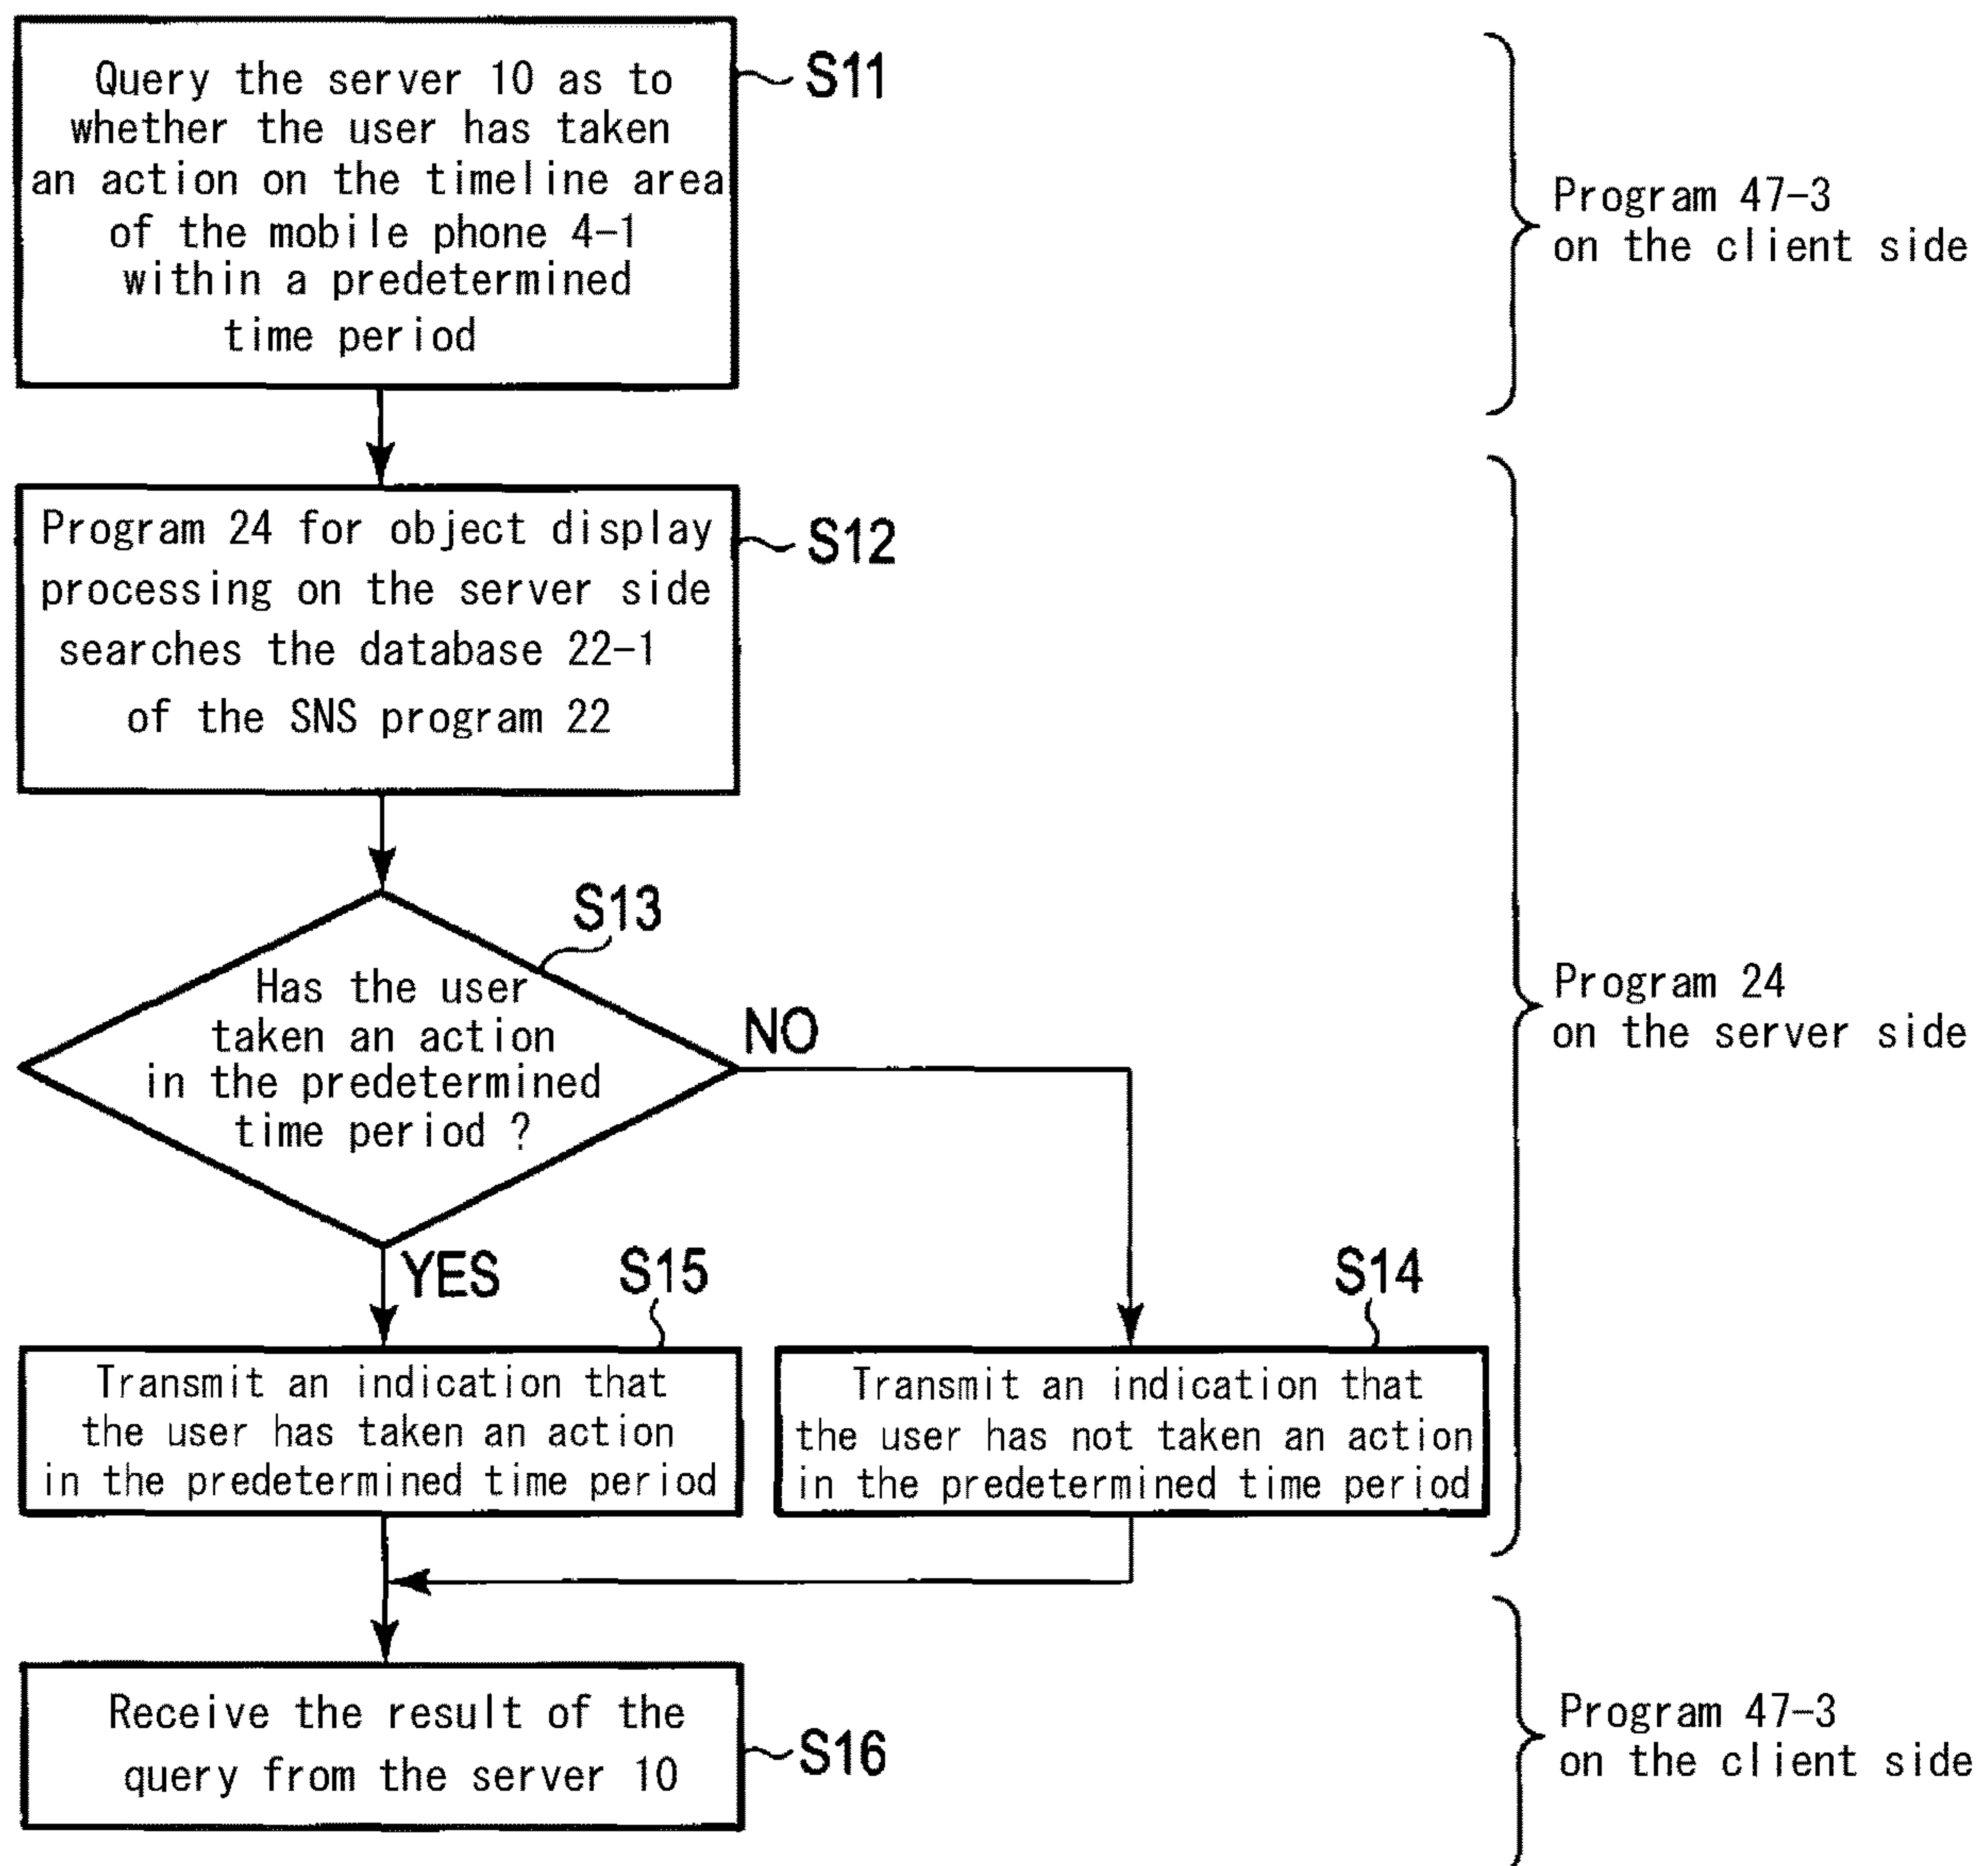 Query the server 10 as to
whether the user has taken
an action on the timeline area
of the mobile phone 4-1
within a predetermined
time period
S11
Program 47-3
on the client side
Program 24 for object display
processing on the server side
searches the database 22-1
of the SNS program 22
S12
S13
Has the user
taken an action
in the predetermined
time period ?
NO
YES
Program 24
on the server side
S15
Transmit an indication that
the user has taken an action
in the predetermined time period
S14
Transmit an indication that
the user has not taken an action
in the predetermined time period
Receive the result of the
query from the server 10
S16
Program 47-3
on the client side